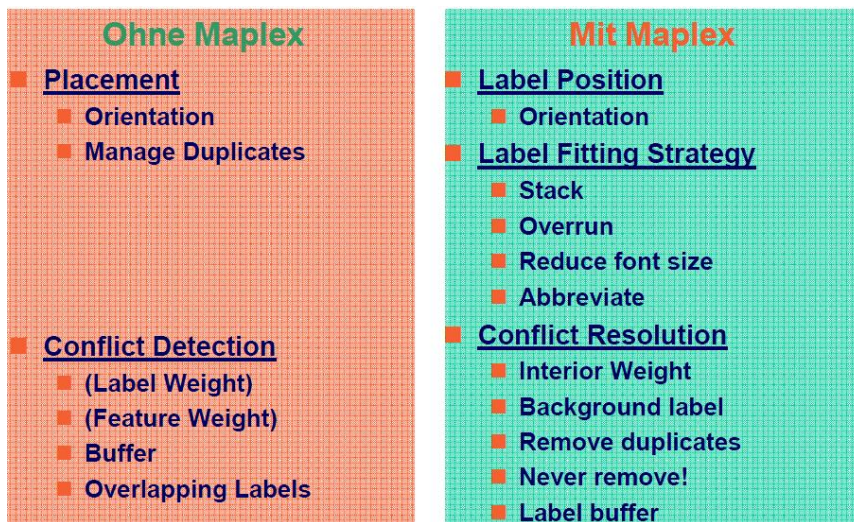 Ohne Maplex
Placement
Orientation
Manage Duplicates
Conflict Detection
(Label Weight)
(Feature Weight)
Buffer
Overlapping Labels
Mit Maplex
Label Position
Orientation
Label Fitting Strategy
Stack
Overrun
Reduce font size
Abbreviate
Conflict Resolution
Interior Weight
Background label
Remove duplicates
Never remove!
Label buffer